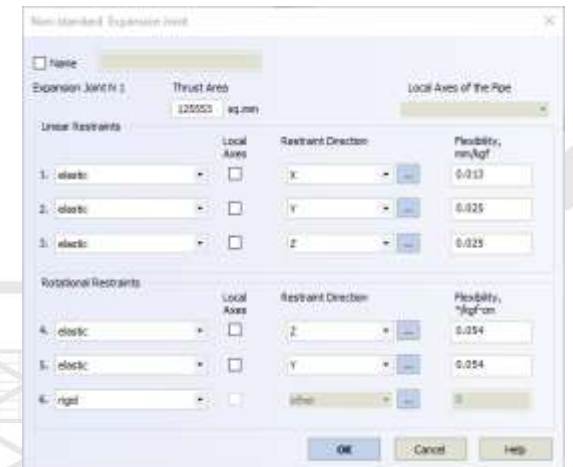 Non-standard Expansion Joint
Name
Expansion Joint N 1 Thrust Area Local Axes of the Pipe
125553 sq.mm
Linear Restraints
Local Axes Restraint Direction Flexibility, mm/kgf
1. elastic X ... 0.013
2. elastic Y ... 0.025
3. elastic Z ... 0.025
Rotational Restraints
Local Axes Restraint Direction Flexibility, °/kgf·cm
4. elastic Z ... 0.054
5. elastic Y ... 0.054
6. rigid other ... 0
OK Cancel Help